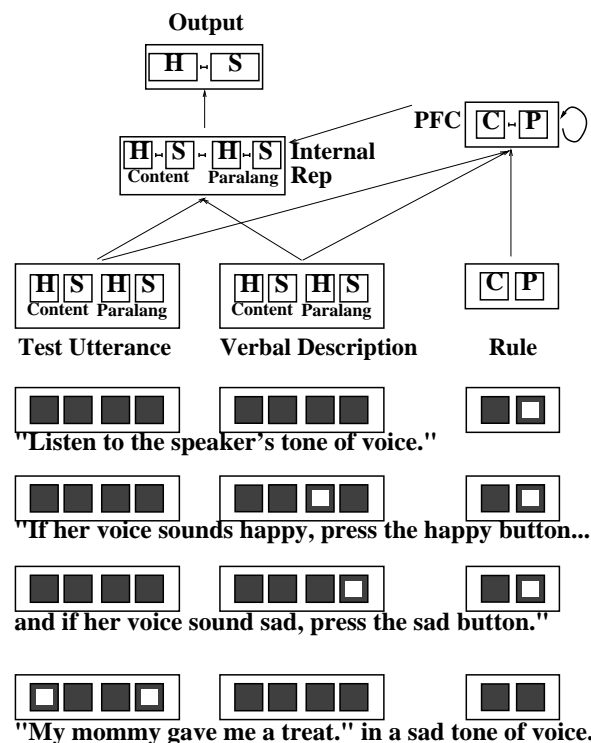 Output
H S
PFC C P
H S H S Internal
Content Paralang Rep
H S H S H S H S C P
Content Paralang Content Paralang
Test Utterance Verbal Description Rule
"Listen to the speaker's tone of voice."
"If her voice sounds happy, press the happy button...
and if her voice sound sad, press the sad button."
"My mommy gave me a treat." in a sad tone of voice.